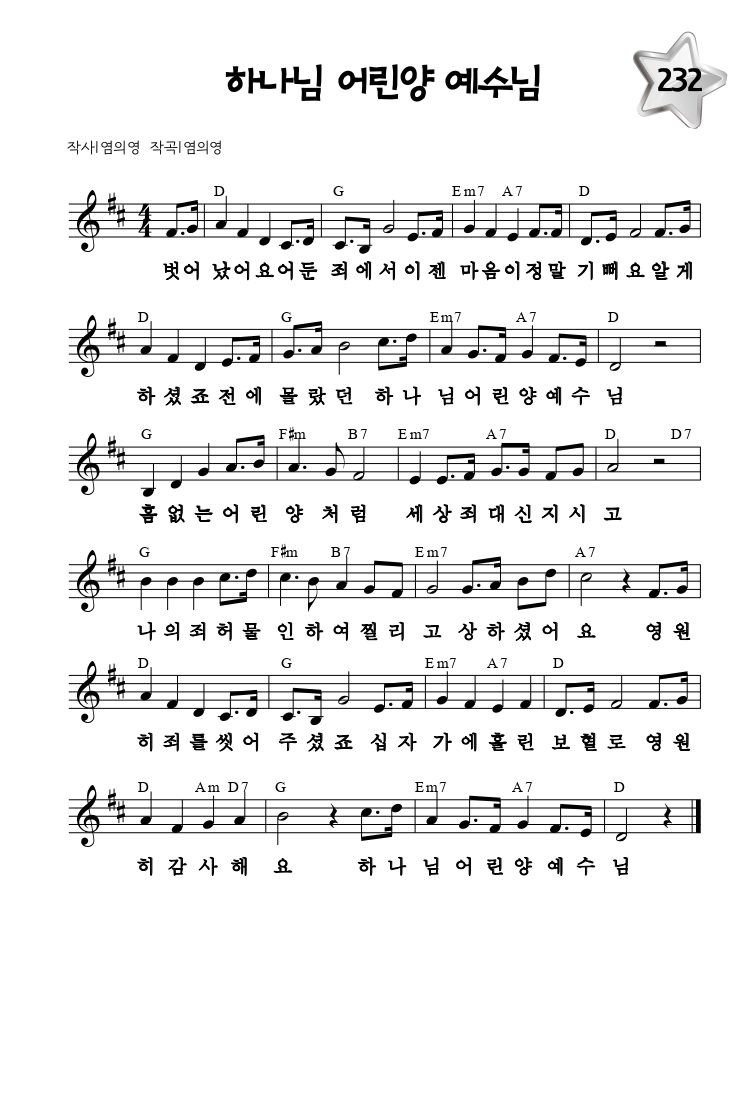 하나님 어린양 예수님
232
작사|염의영 작곡|염의영
D G Em7 A7 D
벗어 났어요어둔 죄에서이젠 마음이정말 기뻐요알게
D G Em7 A7 D
하셨죠전에 몰랐던 하나님어린양예수님
G F#m B7 Em7 A7 D D7
흠없는어린양처럼 세상죄대신지시고
G F#m B7 Em7 A7
나의죄허물인하여찔리고상하셨어요 영원
D G Em7 A7 D
히죄를씻어주셨죠십자가에흘린보혈로영원
D Am D7 G Em7 A7 D
히감사해요 하나님어린양예수님